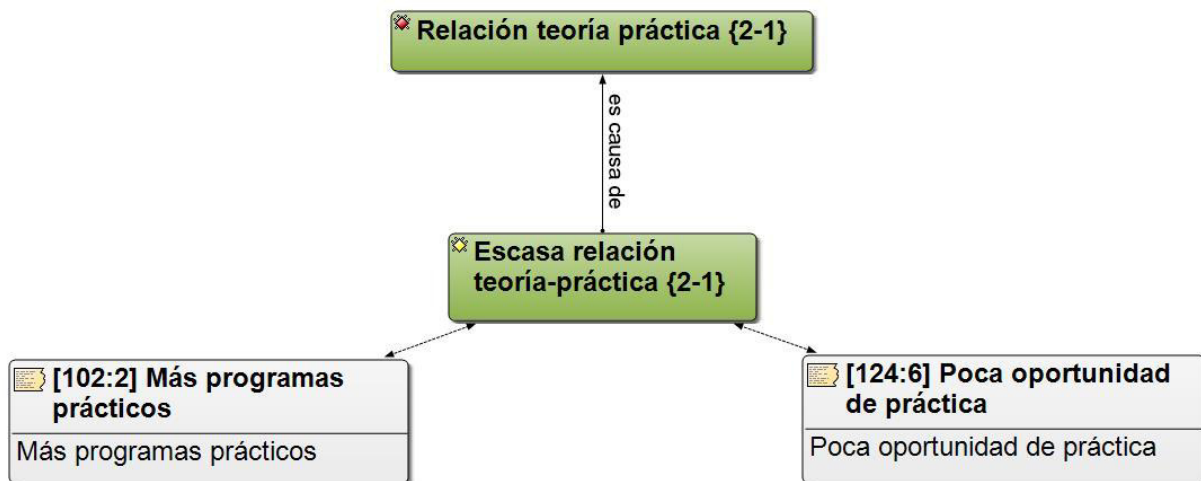 Relación teoría práctica {2-1}
es causa de
Escasa relación
teoría-práctica {2-1}
[102:2] Más programas
prácticos
Más programas prácticos
[124:6] Poca oportunidad
de práctica
Poca oportunidad de práctica